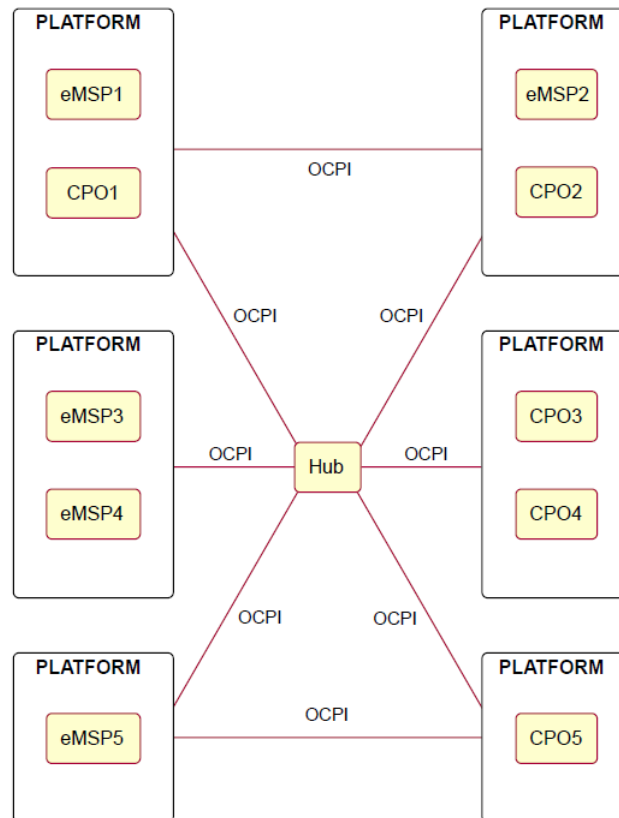 PLATFORM
eMSP1
CPO1
PLATFORM
eMSP2
CPO2
OCPI
OCPI
OCPI
PLATFORM
eMSP3
eMSP4
OCPI
Hub
OCPI
PLATFORM
CPO3
CPO4
OCPI
OCPI
PLATFORM
eMSP5
OCPI
PLATFORM
CPO5